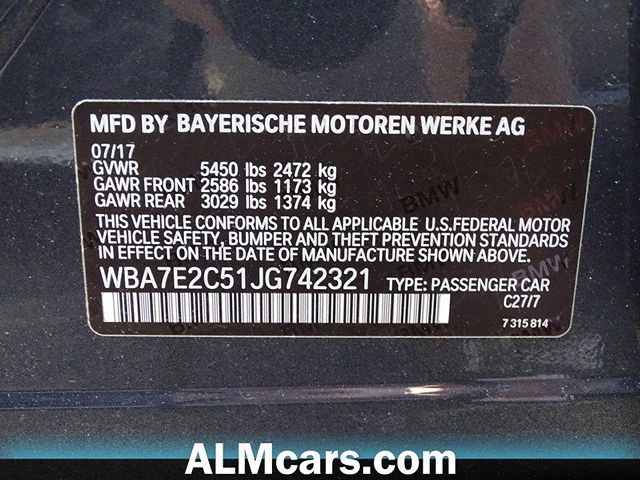 MFD BY BAYERISCHE MOTOREN WERKE AG
07/17
GVWR 5450 lbs 2472 kg
GAWR FRONT 2586 lbs 1173 kg
GAWR REAR 3029 lbs 1374 kg
THIS VEHICLE CONFORMS TO ALL APPLICABLE U.S.FEDERAL MOTOR
VEHICLE SAFETY, BUMPER AND THEFT PREVENTION STANDARDS
IN EFFECT ON THE DATE OF MANUFACTURE SHOWN ABOVE.
WBA7E2C51JG742321 TYPE: PASSENGER CAR
C27/7
7 315 814
BMW
ALMcars.com